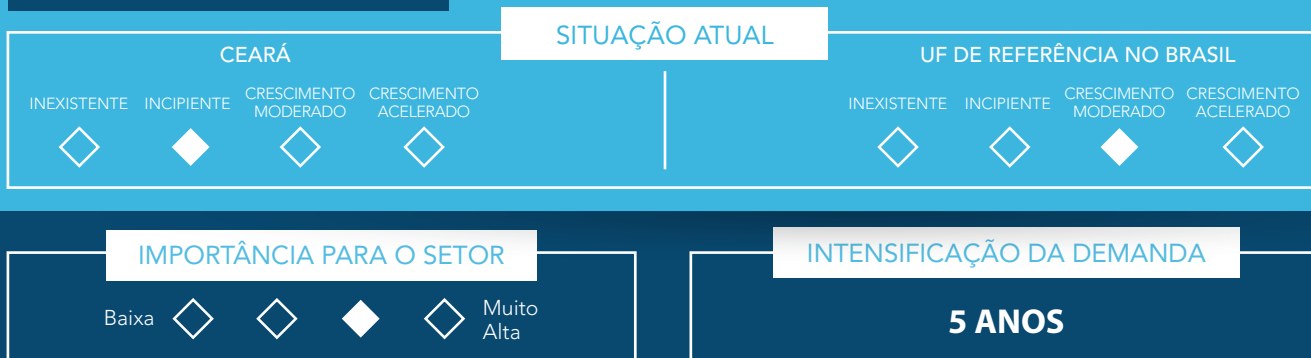 SITUAÇÃO ATUAL
CEARÁ
INEXISTENTE
INCIPIENTE
CRESCIMENTO
MODERADO
CRESCIMENTO
ACELERADO
UF DE REFERÊNCIA NO BRASIL
INEXISTENTE
INCIPIENTE
CRESCIMENTO
MODERADO
CRESCIMENTO
ACELERADO
IMPORTÂNCIA PARA O SETOR
Baixa
Muito
Alta
INTENSIFICAÇÃO DA DEMANDA
5 ANOS